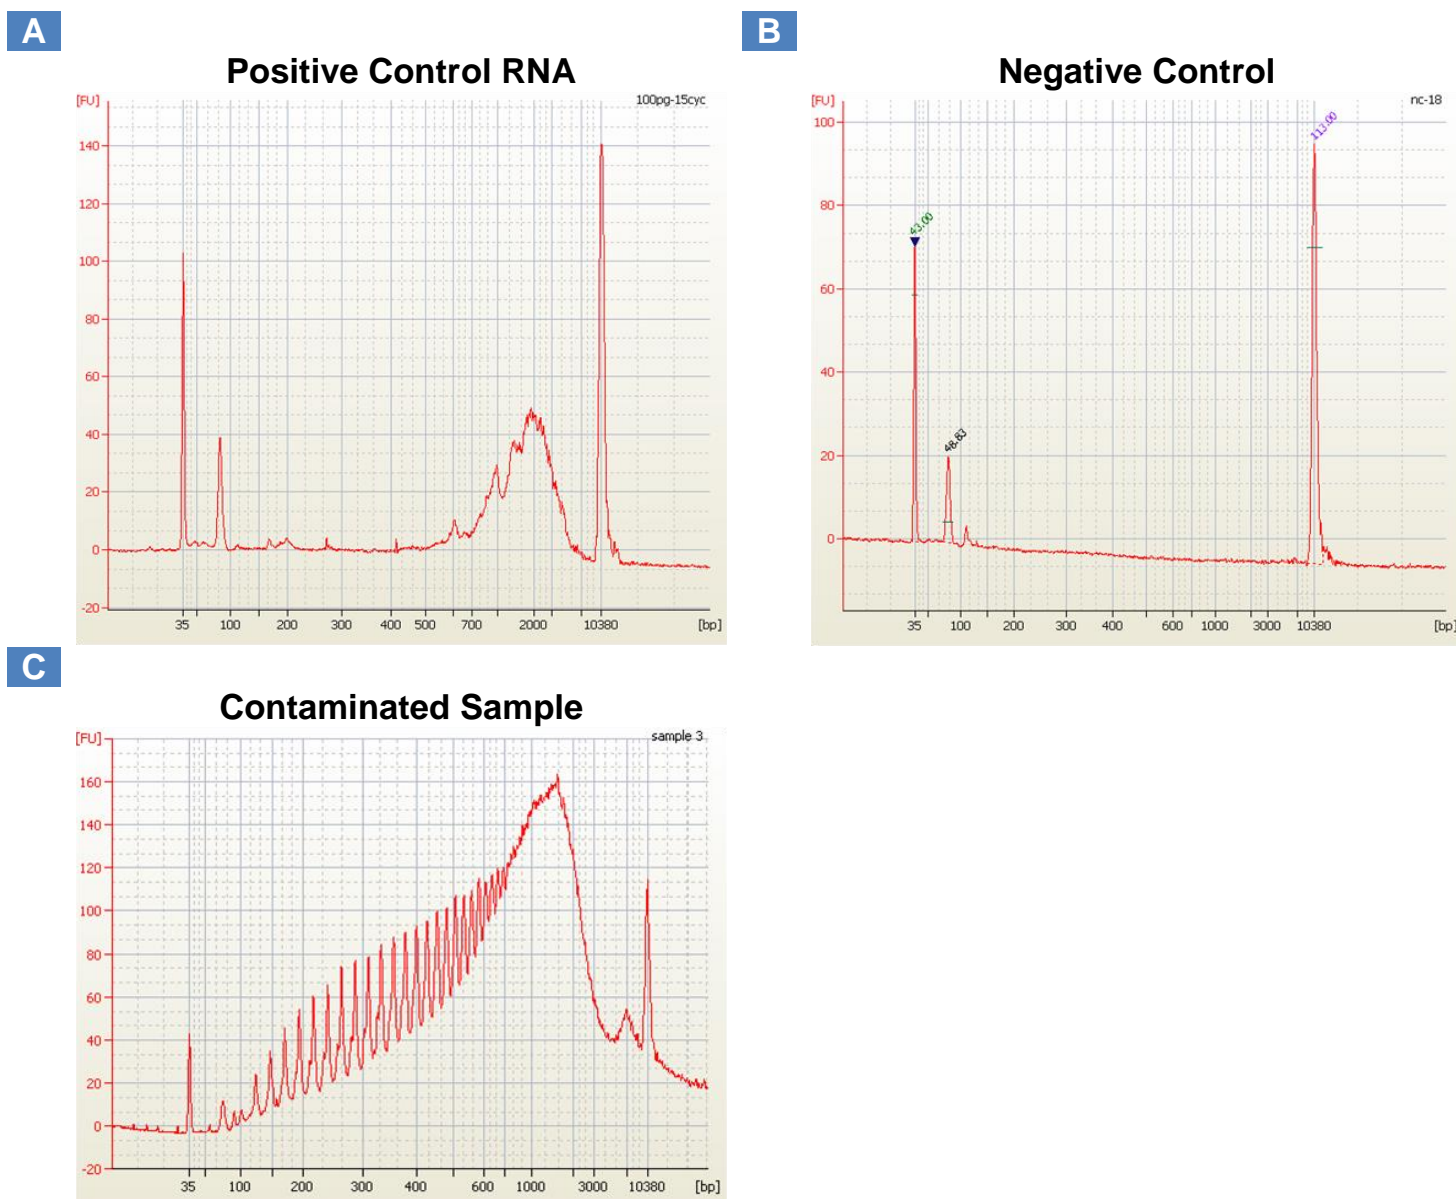 A
Positive Control RNA
[FU]
100pg-15cyc
140
120
100
80
60
40
20
0
-20
35 100 200 300 400 500 700 2000 10380 [bp]
B
Negative Control
[FU]
nc-18
100
80
60
40
20
0
43.00
48.83
113.00
35 100 200 300 400 600 1000 3000 10380 [bp]
C
Contaminated Sample
[FU]
sample 3
160
140
120
100
80
60
40
20
0
-20
35 100 200 300 400 600 1000 3000 10380 [bp]